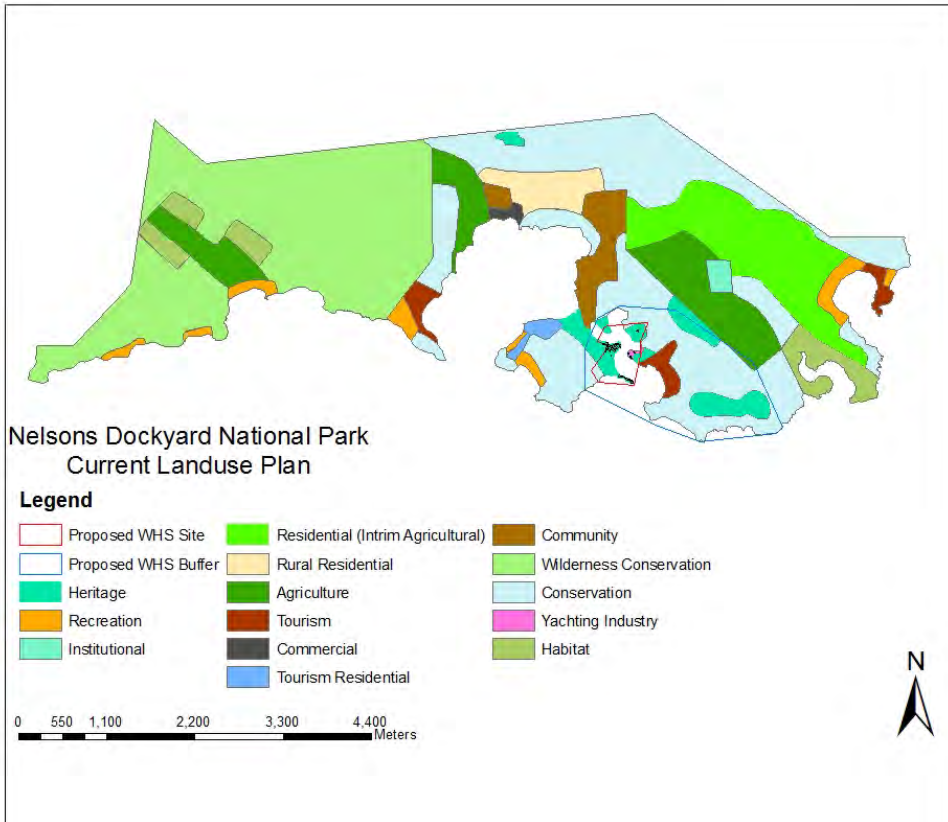 Nelsons Dockyard National Park
Current Landuse Plan
Legend
Proposed WHS Site
Proposed WHS Buffer
Heritage
Recreation
Institutional
Residential (Intrim Agricultural)
Rural Residential
Agriculture
Tourism
Commercial
Tourism Residential
Community
Wilderness Conservation
Conservation
Yachting Industry
Habitat
N
0 550 1,100 2,200 3,300 4,400
Meters